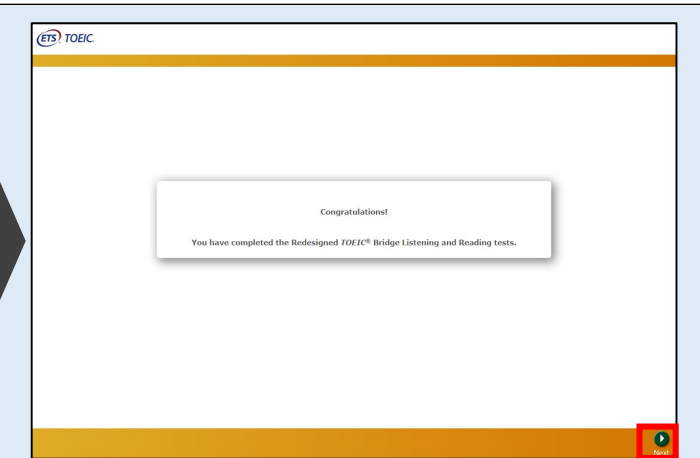 ETS TOEIC.
Congratulations!
You have completed the Redesigned TOEIC® Bridge Listening and Reading tests.
Next